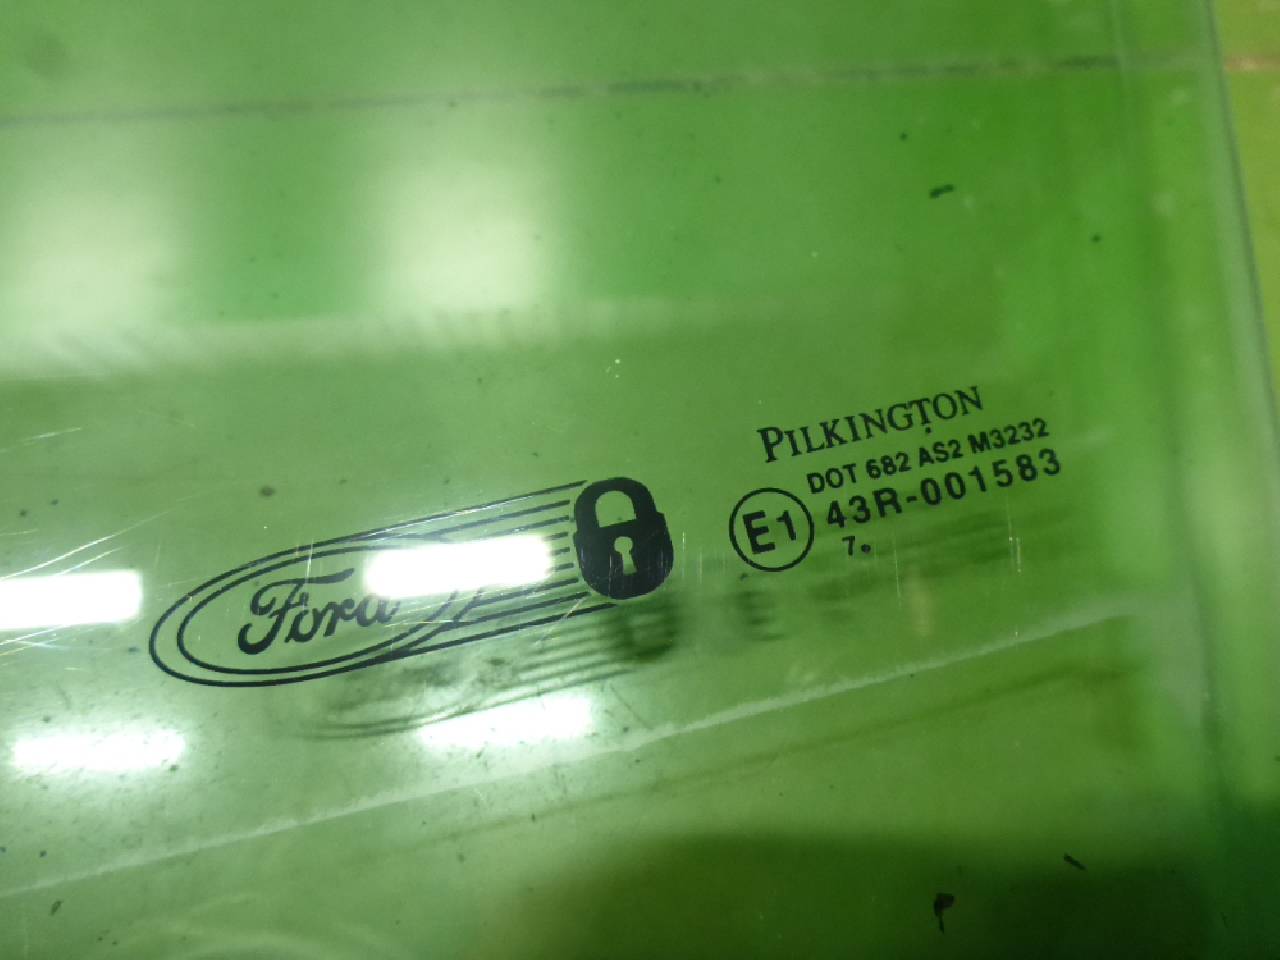 Ford
PILKINGTON
DOT 682 AS2 M3232
E1 43R-001583
7.